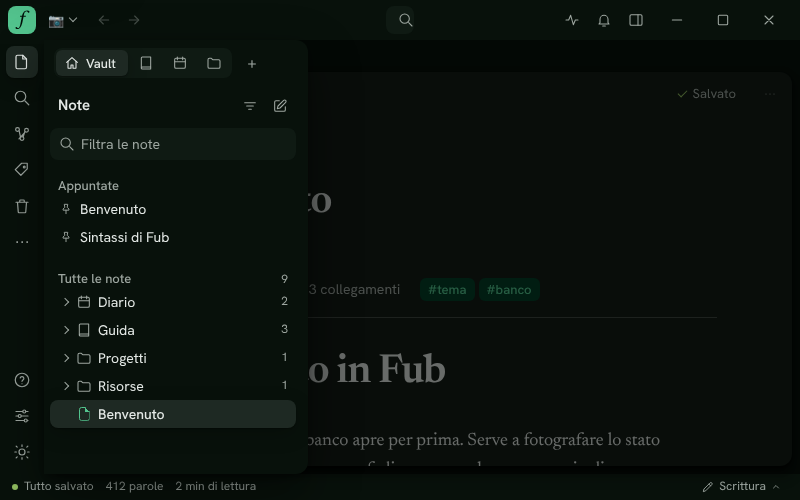 f
Vault
Note
Filtra le note
Appuntate
Benvenuto
Sintassi di Fub
Tutte le note 9
Diario 2
Guida 3
Progetti 1
Risorse 1
Benvenuto
Salvato
to
3 collegamenti #tema #banco
o in Fub
banco apre per prima. Serve a fotografare lo stato
Tutto salvato 412 parole 2 min di lettura
Scrittura